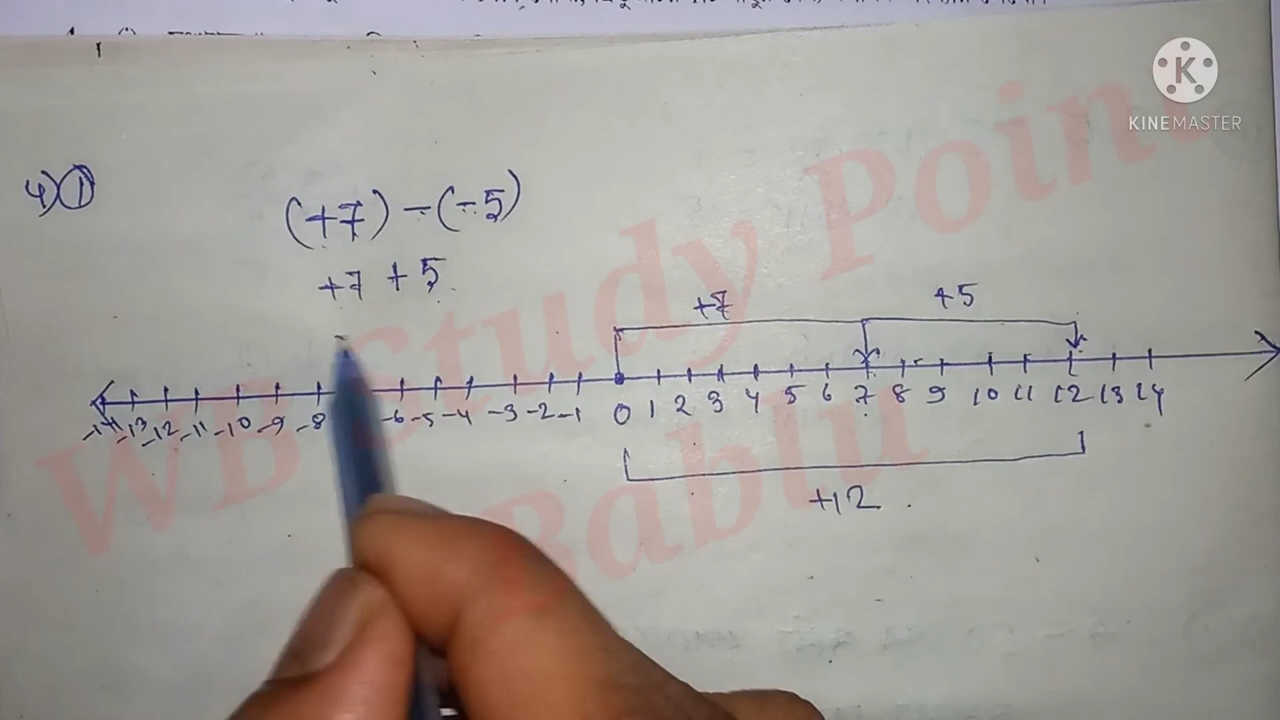 KINEMASTER
4) ①
(+7) - (-5)
+7 + 5
+7 +5
-14 -13 -12 -11 -10 -9 -8 -6 -5 -4 -3 -2 -1 0 1 2 3 4 5 6 7 8 9 10 11 12 13 14
+12
WB Study Point
Bablu